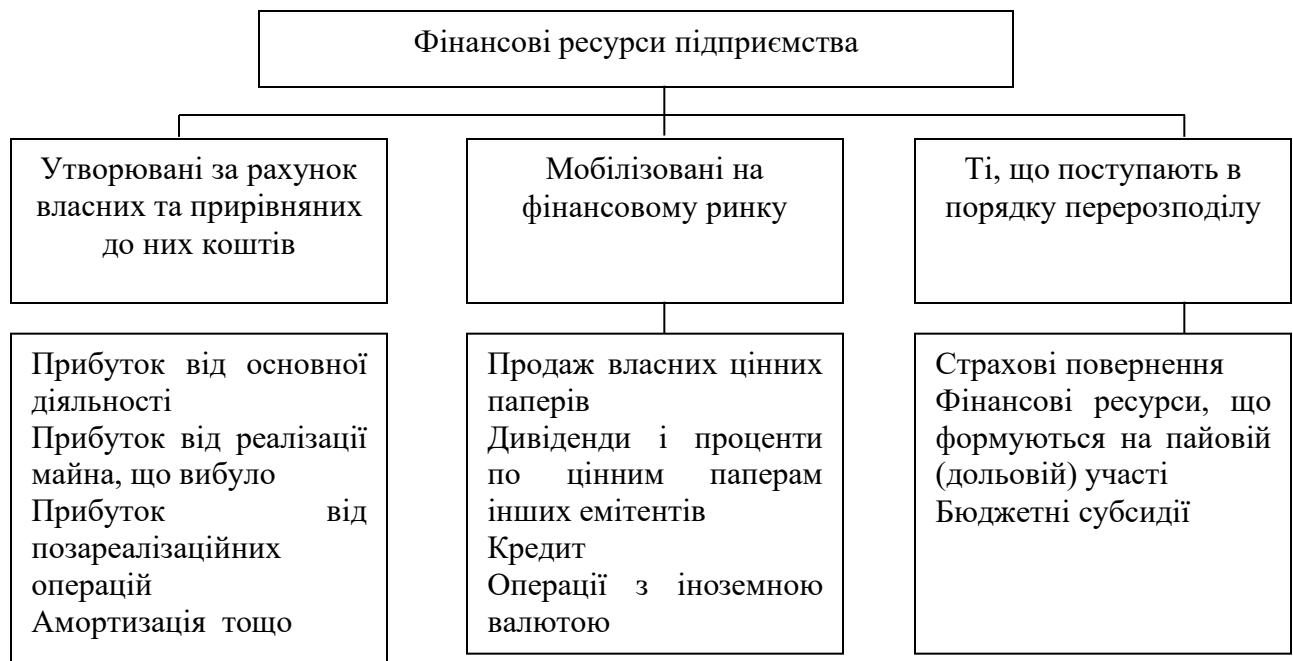 Фінансові ресурси підприємства
Утворювані за рахунок
власних та прирівняних
до них коштів
Мобілізовані на
фінансовому ринку
Ті, що поступають в
порядку перерозподілу
Прибуток від основної
діяльності
Прибуток від реалізації
майна, що вибуло
Прибуток від
позареалізаційних
операцій
Амортизація тощо
Продаж власних цінних
паперів
Дивіденди і проценти
по цінним паперам
інших емітентів
Кредит
Операції з іноземною
валютою
Страхові повернення
Фінансові ресурси, що
формуються на пайовій
(дольовій) участі
Бюджетні субсидії